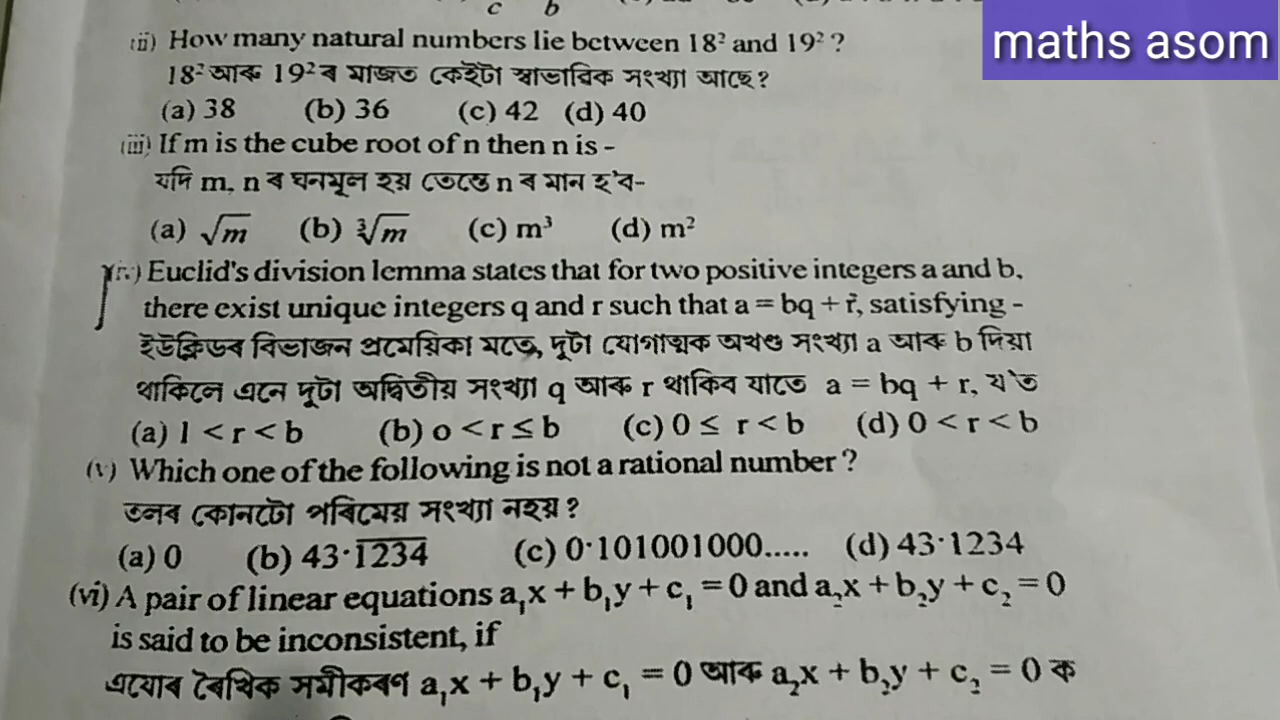 maths asom
c b
(ii) How many natural numbers lie between 18² and 19² ?
18² আৰু 19² ৰ মাজত কেইটা স্বাভাৱিক সংখ্যা আছে ?
(a) 38 (b) 36 (c) 42 (d) 40
(iii) If m is the cube root of n then n is -
যদি m, n ৰ ঘনমূল হয় তেন্তে n ৰ মান হ'ব-
(a) √m (b) ∛m (c) m³ (d) m²
(iv) Euclid's division lemma states that for two positive integers a and b,
there exist unique integers q and r such that a = bq + r, satisfying -
ইউক্লিডৰ বিভাজন প্ৰমেয়িকা মতে, দুটা যোগাত্মক অখণ্ড সংখ্যা a আৰু b দিয়া
থাকিলে এনে দুটা অদ্বিতীয় সংখ্যা q আৰু r থাকিব যাতে a = bq + r, য'ত
(a) 1 < r < b (b) o < r ≤ b (c) 0 ≤ r < b (d) 0 < r < b
(v) Which one of the following is not a rational number ?
তলৰ কোনটো পৰিমেয় সংখ্যা নহয় ?
(a) 0 (b) 43·1̅2̅3̅4̅ (c) 0·101001000..... (d) 43·1234
(vi) A pair of linear equations a₁x + b₁y + c₁ = 0 and a₂x + b₂y + c₂ = 0
is said to be inconsistent, if
এযোৰ ৰৈখিক সমীকৰণ a₁x + b₁y + c₁ = 0 আৰু a₂x + b₂y + c₂ = 0 ক